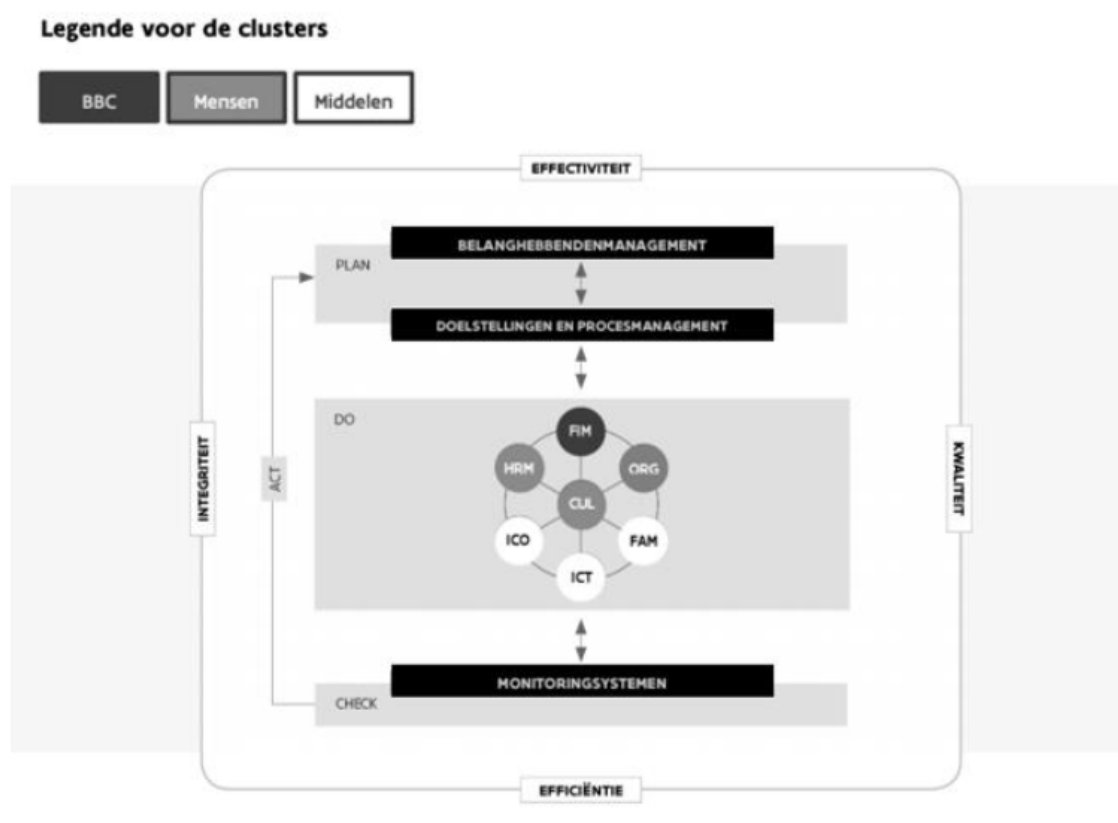 Legende voor de clusters
BBC Mensen Middelen
EFFECTIVITEIT
BELANGHEBBENDENMANAGEMENT
PLAN
DOELSTELLINGEN EN PROCESMANAGEMENT
DO
FIM
HRM ORG
INTEGRITEIT
ACT
KWALITEIT
CUL
ICO FAM
ICT
MONITORINGSYSTEMEN
CHECK
EFFICIËNTIE